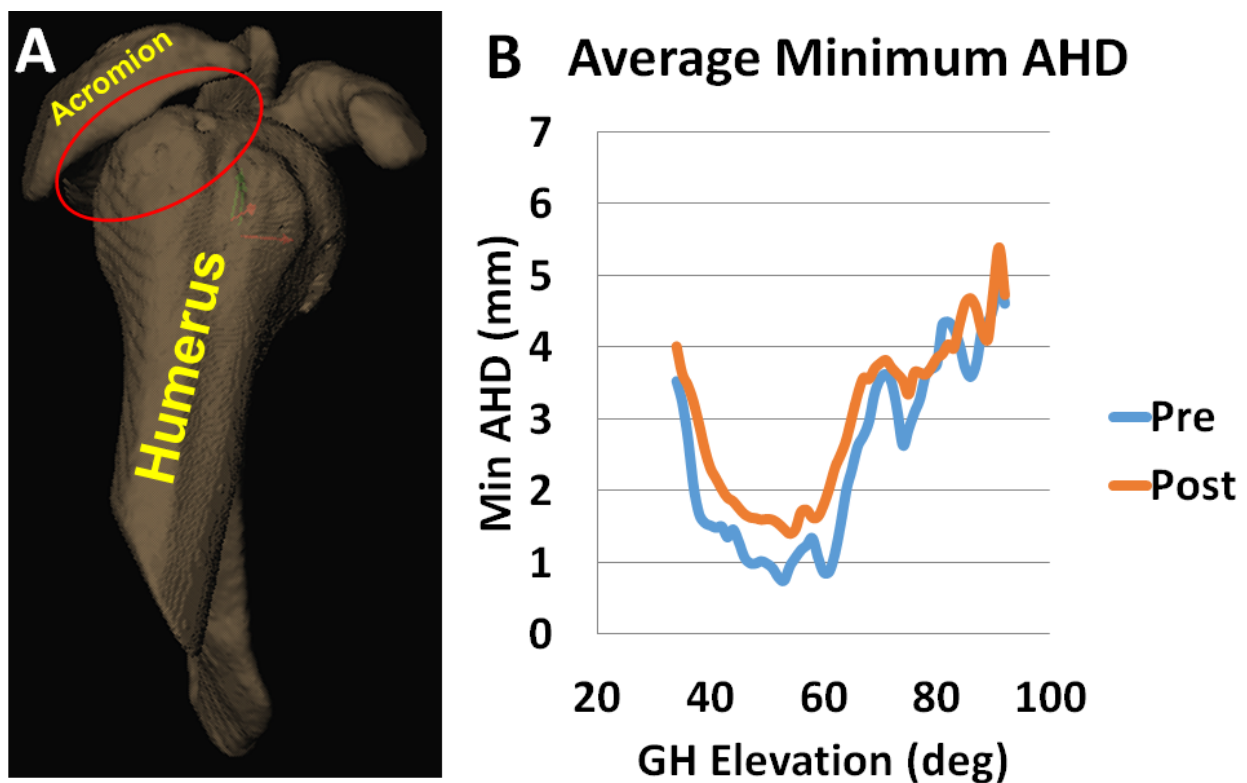 A
Acromion
Humerus
B Average Minimum AHD
7
6
5
4
3
2
1
0
Min AHD (mm)
20 40 60 80 100
GH Elevation (deg)
Pre
Post